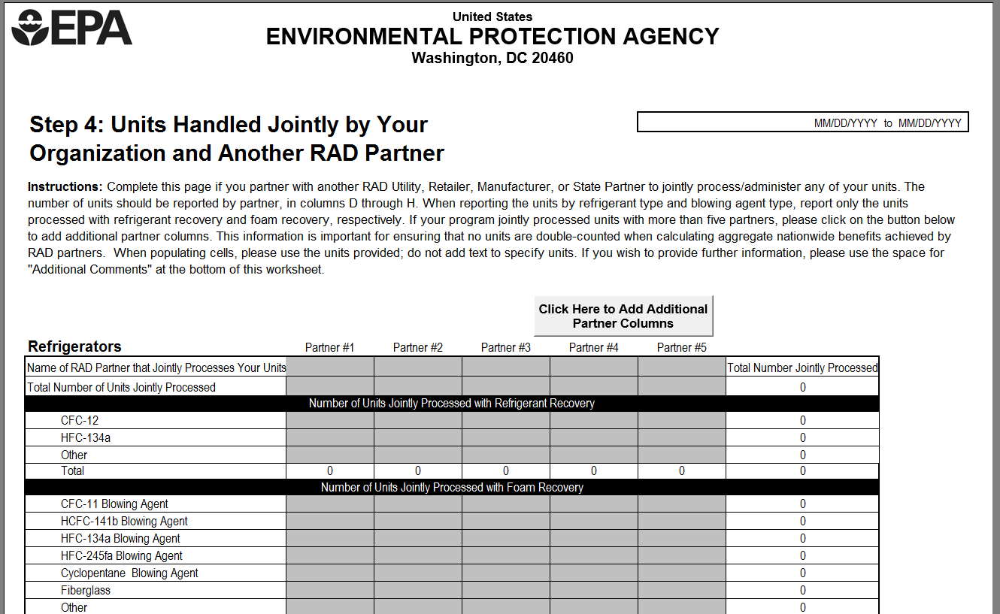 EPA
United States
ENVIRONMENTAL PROTECTION AGENCY
Washington, DC 20460
Step 4: Units Handled Jointly by Your
Organization and Another RAD Partner
MM/DD/YYYY to MM/DD/YYYY
Instructions: Complete this page if you partner with another RAD Utility, Retailer, Manufacturer, or State Partner to jointly process/administer any of your units. The
number of units should be reported by partner, in columns D through H. When reporting the units by refrigerant type and blowing agent type, report only the units
processed with refrigerant recovery and foam recovery, respectively. If your program jointly processed units with more than five partners, please click on the button below
to add additional partner columns. This information is important for ensuring that no units are double-counted when calculating aggregate nationwide benefits achieved by
RAD partners. When populating cells, please use the units provided; do not add text to specify units. If you wish to provide further information, please use the space for
"Additional Comments" at the bottom of this worksheet.
Click Here to Add Additional
Partner Columns
Refrigerators Partner #1 Partner #2 Partner #3 Partner #4 Partner #5
Name of RAD Partner that Jointly Processes Your Units Total Number Jointly Processed
Total Number of Units Jointly Processed 0
Number of Units Jointly Processed with Refrigerant Recovery
CFC-12 0
HFC-134a 0
Other 0
Total 0 0 0 0 0 0
Number of Units Jointly Processed with Foam Recovery
CFC-11 Blowing Agent 0
HCFC-141b Blowing Agent 0
HFC-134a Blowing Agent 0
HFC-245fa Blowing Agent 0
Cyclopentane Blowing Agent 0
Fiberglass 0
Other 0